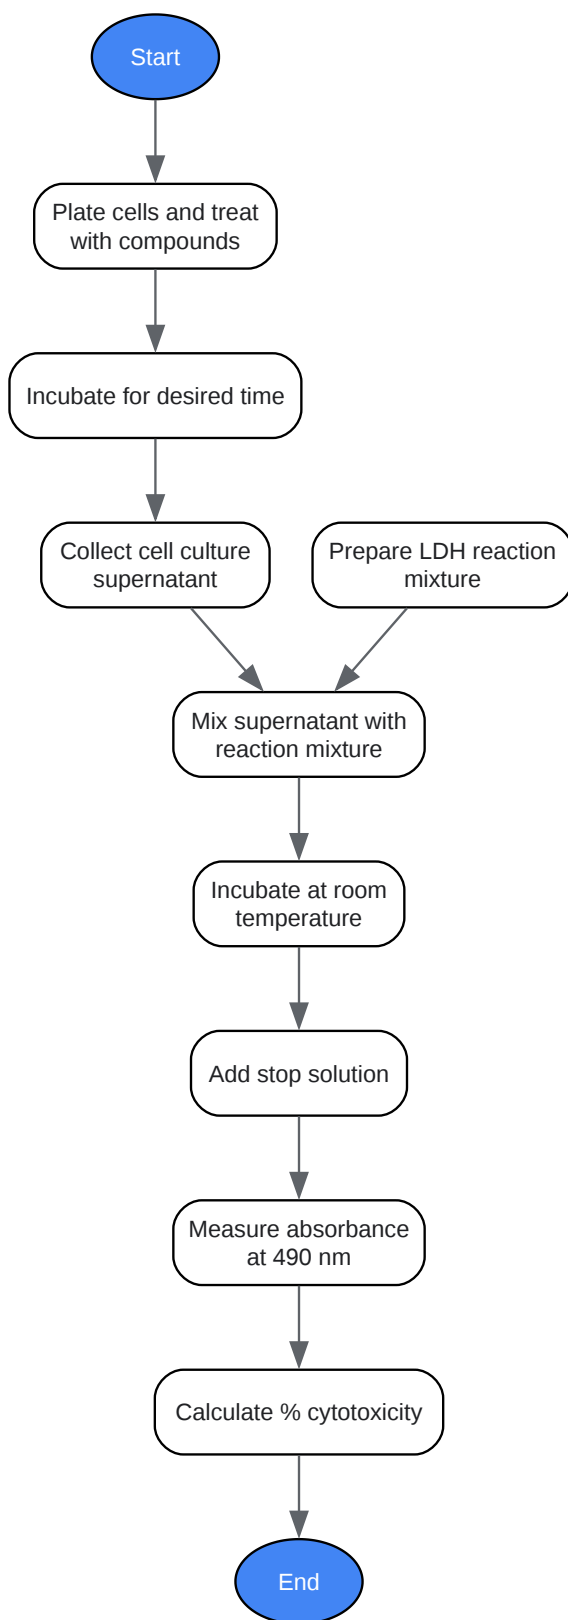 Start
Plate cells and treat
with compounds
Incubate for desired time
Collect cell culture
supernatant
Prepare LDH reaction
mixture
Mix supernatant with
reaction mixture
Incubate at room
temperature
Add stop solution
Measure absorbance
at 490 nm
Calculate % cytotoxicity
End